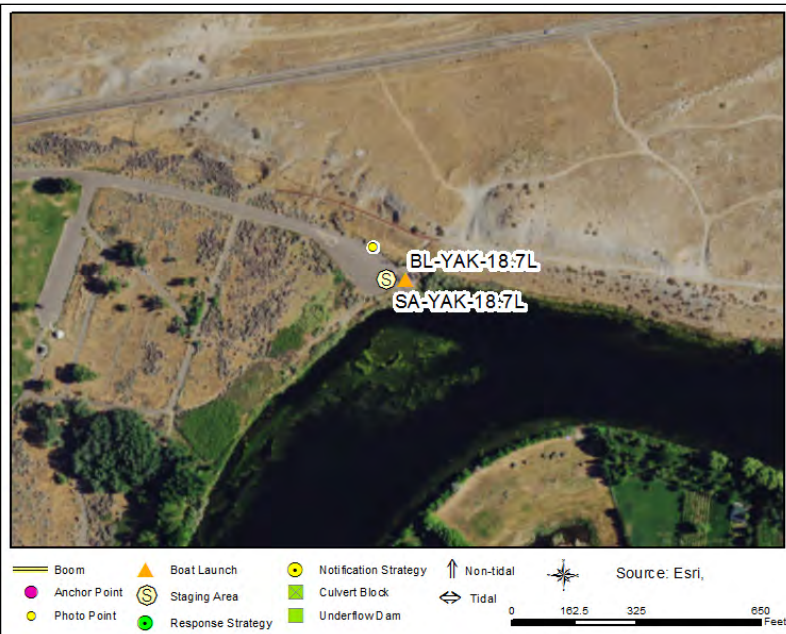 BL-YAK-18.7L
S
SA-YAK-18.7L
Boom
Boat Launch
Notification Strategy
Non-tidal
Source: Esri,
Anchor Point
S
Staging Area
Culvert Block
Tidal
Photo Point
Response Strategy
Underflow Dam
0 162.5 325 650
Feet